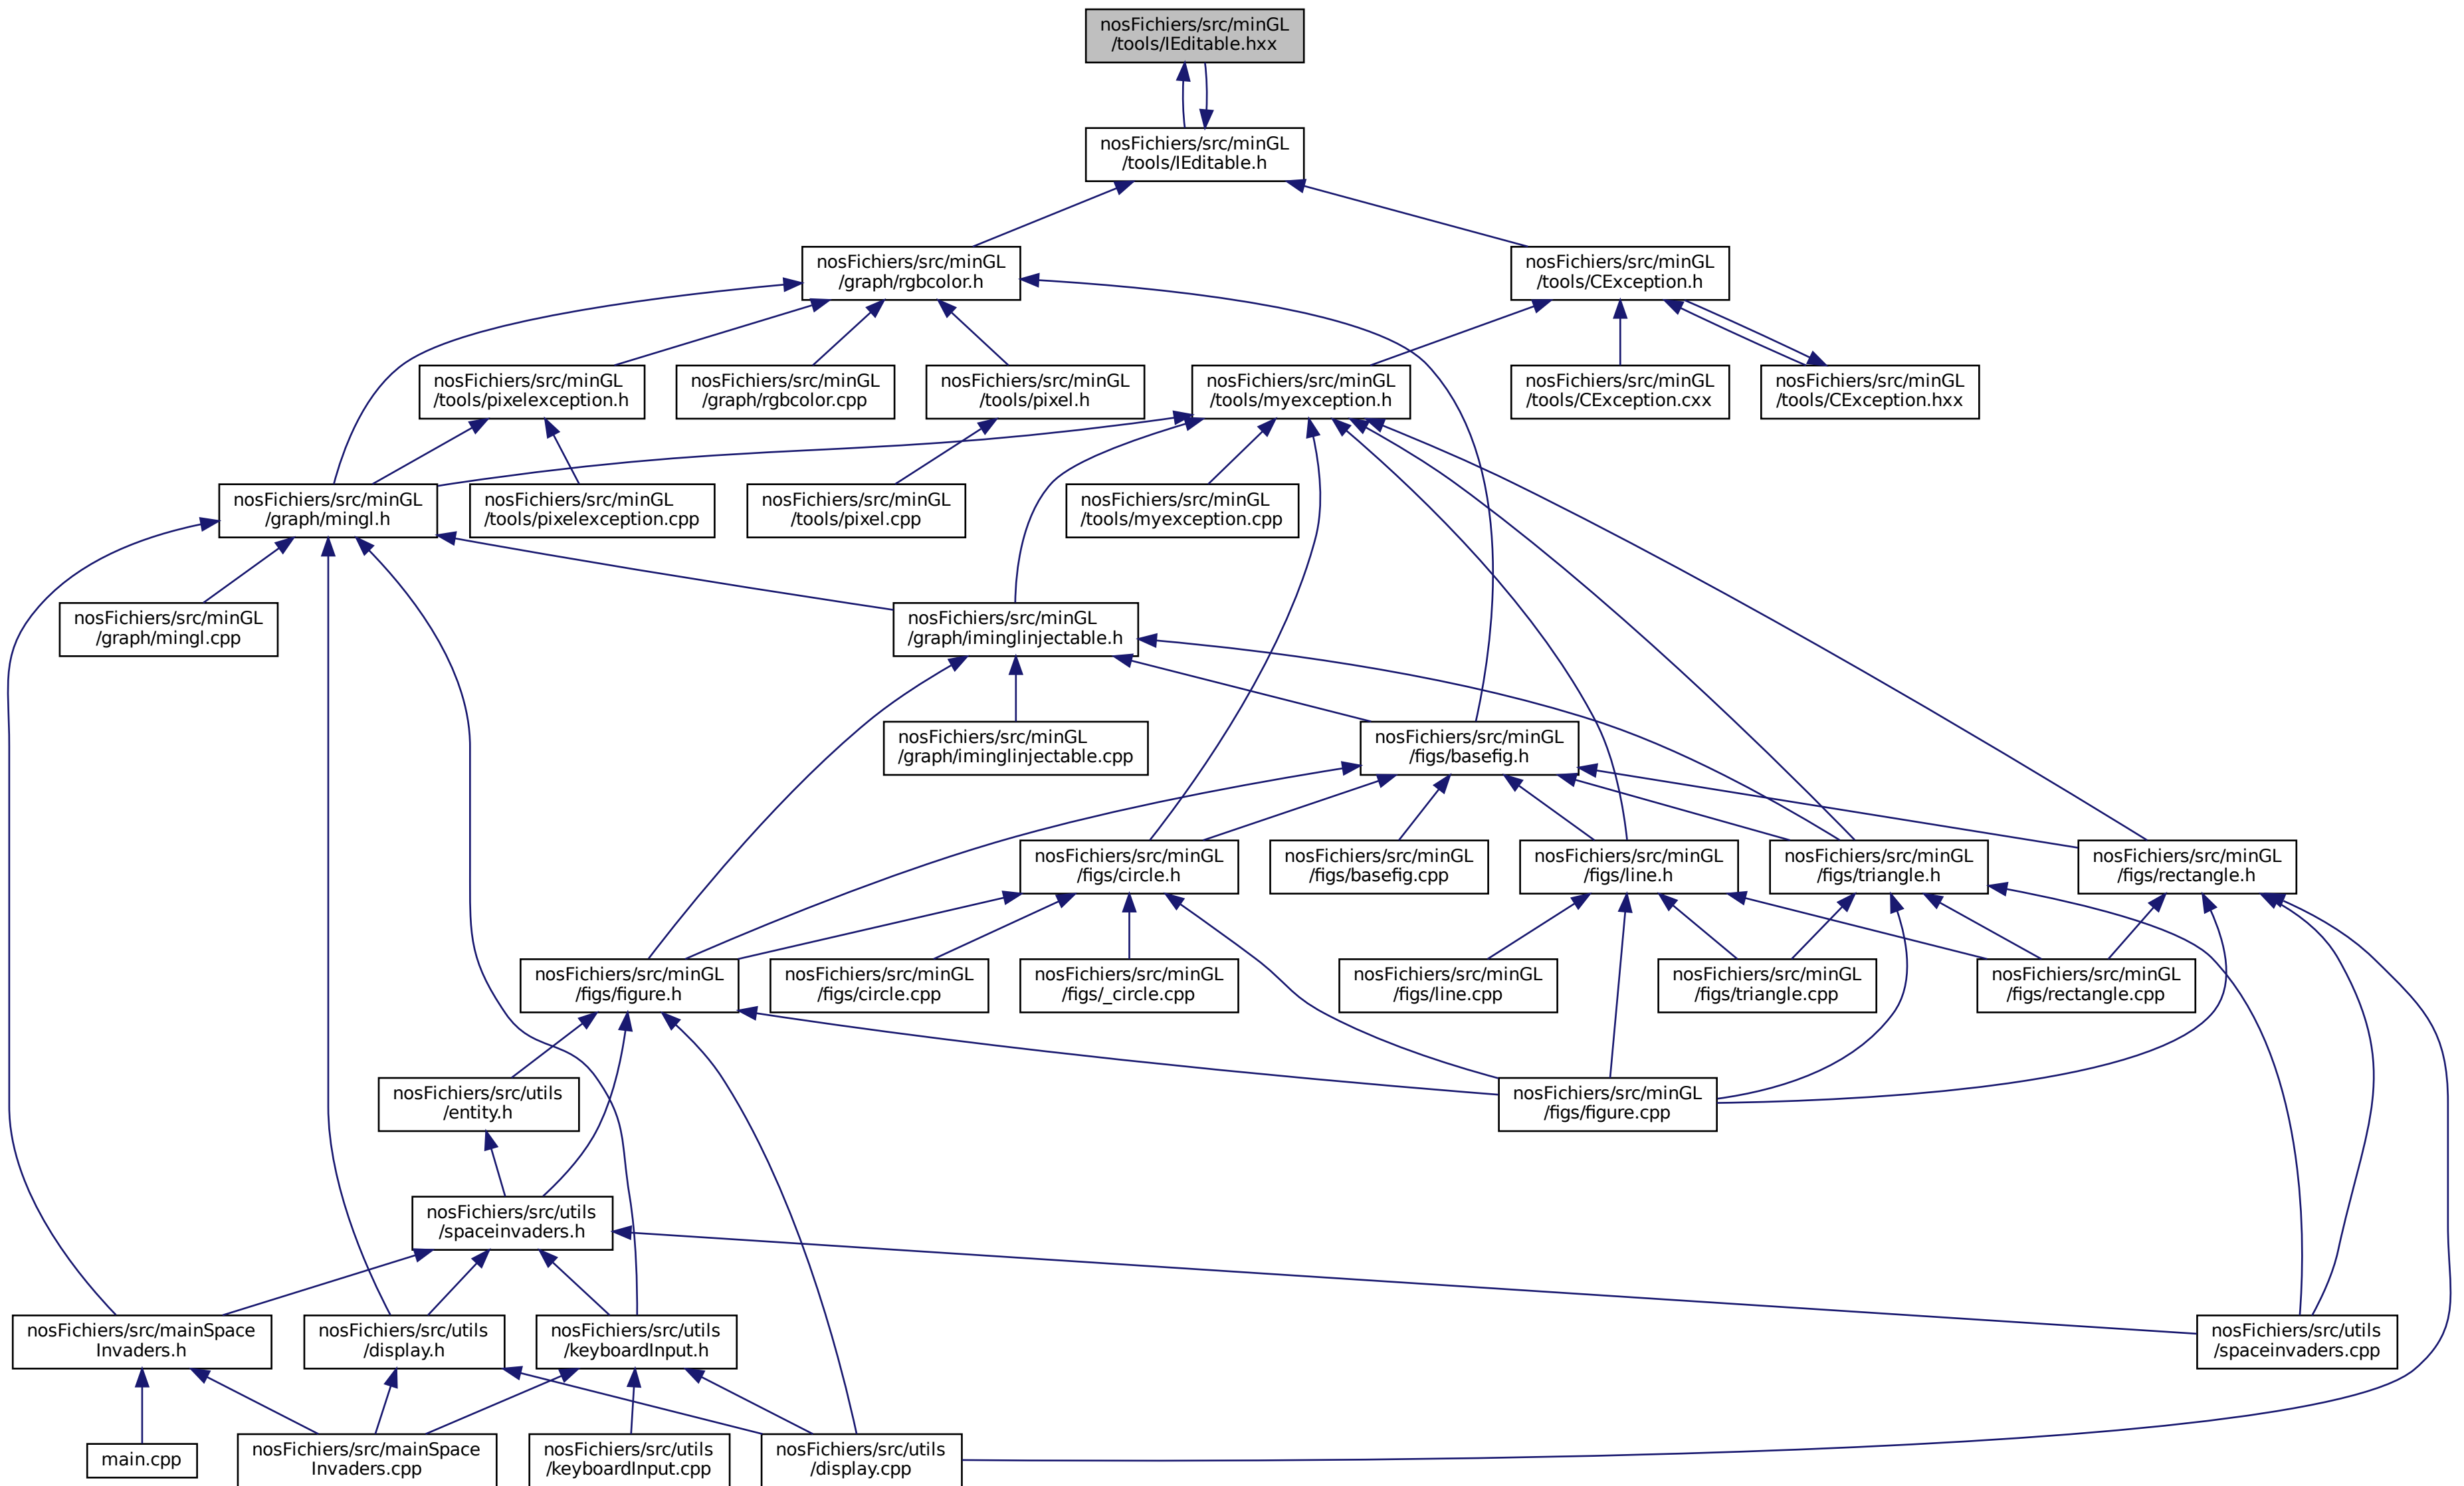 nosFichiers/src/minGL
/tools/IEditable.hxx
nosFichiers/src/minGL
/tools/IEditable.h
nosFichiers/src/minGL
/graph/rgbcolor.h
nosFichiers/src/minGL
/tools/CException.h
nosFichiers/src/minGL
/tools/pixelexception.h
nosFichiers/src/minGL
/graph/rgbcolor.cpp
nosFichiers/src/minGL
/tools/pixel.h
nosFichiers/src/minGL
/tools/myexception.h
nosFichiers/src/minGL
/tools/CException.cxx
nosFichiers/src/minGL
/tools/CException.hxx
nosFichiers/src/minGL
/graph/mingl.h
nosFichiers/src/minGL
/tools/pixelexception.cpp
nosFichiers/src/minGL
/tools/pixel.cpp
nosFichiers/src/minGL
/tools/myexception.cpp
nosFichiers/src/minGL
/graph/mingl.cpp
nosFichiers/src/minGL
/graph/iminglinjectable.h
nosFichiers/src/minGL
/graph/iminglinjectable.cpp
nosFichiers/src/minGL
/figs/basefig.h
nosFichiers/src/minGL
/figs/circle.h
nosFichiers/src/minGL
/figs/basefig.cpp
nosFichiers/src/minGL
/figs/line.h
nosFichiers/src/minGL
/figs/triangle.h
nosFichiers/src/minGL
/figs/rectangle.h
nosFichiers/src/minGL
/figs/figure.h
nosFichiers/src/minGL
/figs/circle.cpp
nosFichiers/src/minGL
/figs/_circle.cpp
nosFichiers/src/minGL
/figs/line.cpp
nosFichiers/src/minGL
/figs/triangle.cpp
nosFichiers/src/minGL
/figs/rectangle.cpp
nosFichiers/src/utils
/entity.h
nosFichiers/src/minGL
/figs/figure.cpp
nosFichiers/src/utils
/spaceinvaders.h
nosFichiers/src/mainSpace
Invaders.h
nosFichiers/src/utils
/display.h
nosFichiers/src/utils
/keyboardInput.h
nosFichiers/src/utils
/spaceinvaders.cpp
main.cpp
nosFichiers/src/mainSpace
Invaders.cpp
nosFichiers/src/utils
/keyboardInput.cpp
nosFichiers/src/utils
/display.cpp